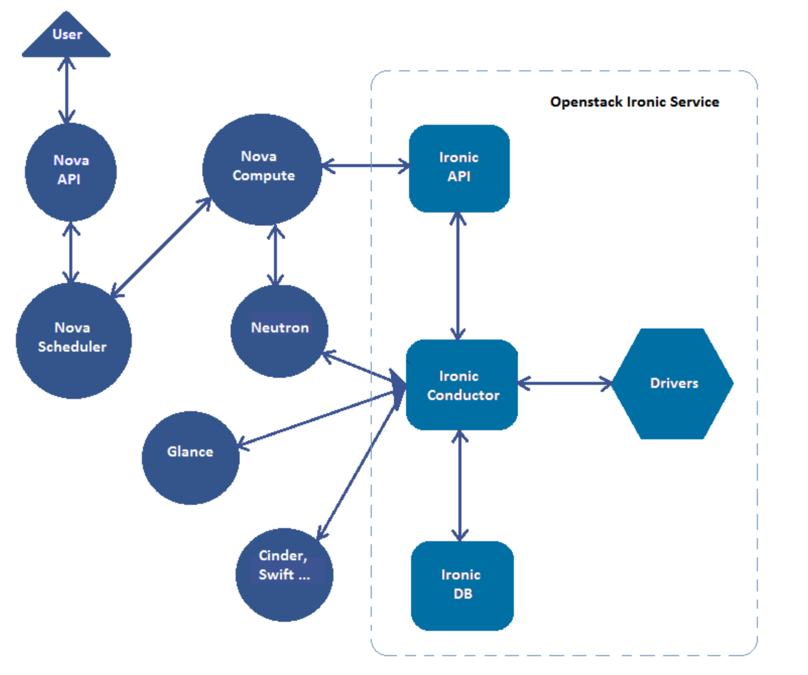 User
Openstack Ironic Service
Nova
API
Nova
Compute
Ironic
API
Nova
Scheduler
Neutron
Ironic
Conductor
Drivers
Glance
Cinder,
Swift ...
Ironic
DB